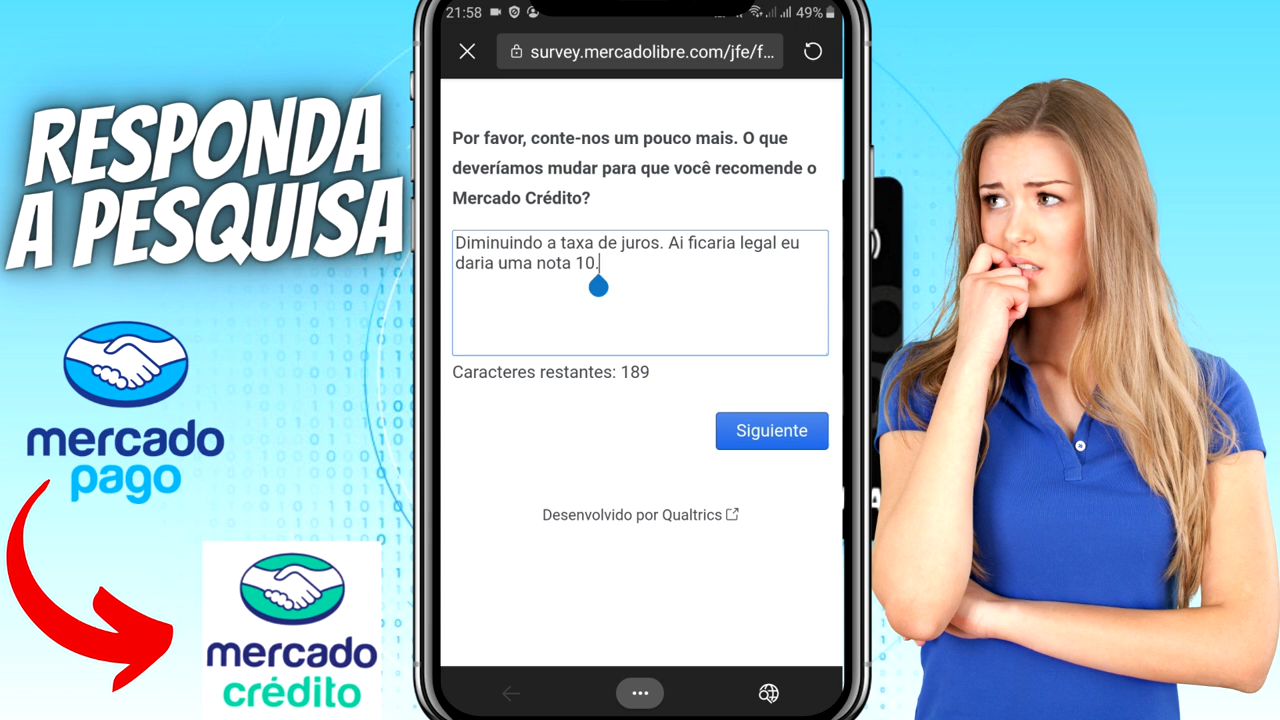 RESPONDA
A PESQUISA
mercado
pago
mercado
crédito
21:58
49%
survey.mercadolibre.com/jfe/f...
Por favor, conte-nos um pouco mais. O que
deveríamos mudar para que você recomende o
Mercado Crédito?
Diminuindo a taxa de juros. Ai ficaria legal eu
daria uma nota 10.
Caracteres restantes: 189
Siguiente
Desenvolvido por Qualtrics